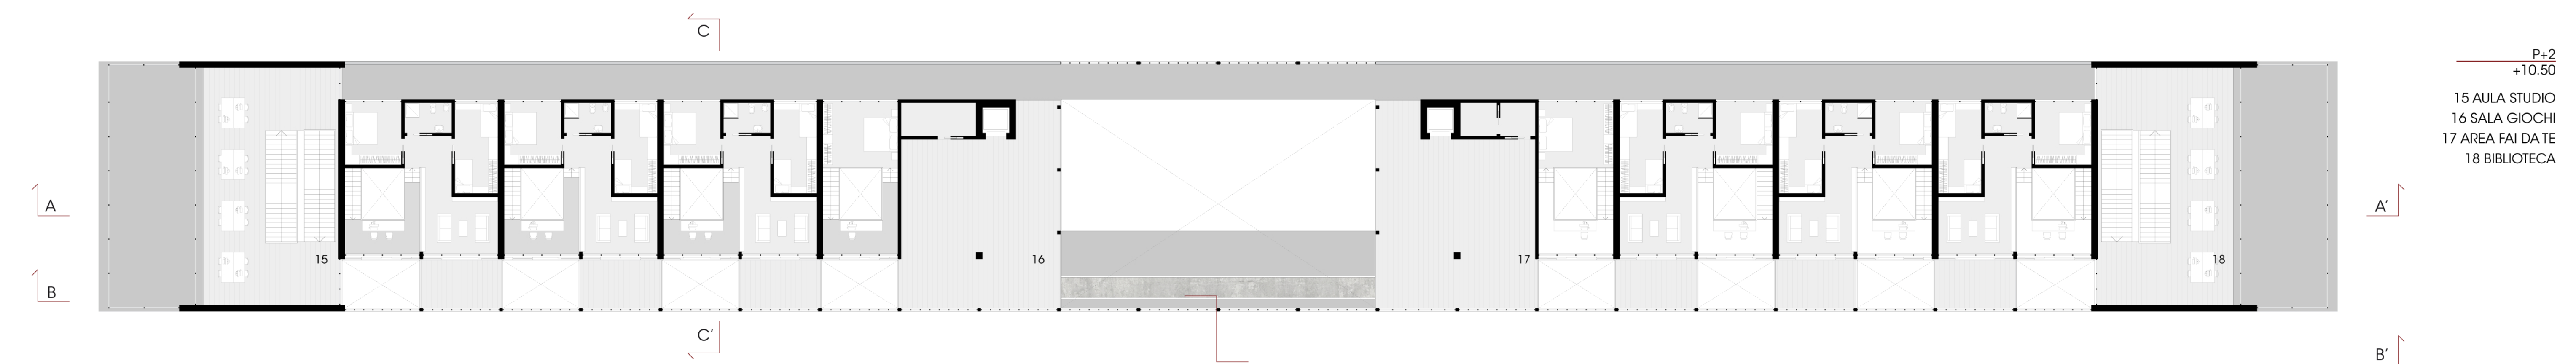 C
P+2
+10.50
15 AULA STUDIO
16 SALA GIOCHI
17 AREA FAI DA TE
18 BIBLIOTECA
A
A'
15
16
17
18
B
C'
B'